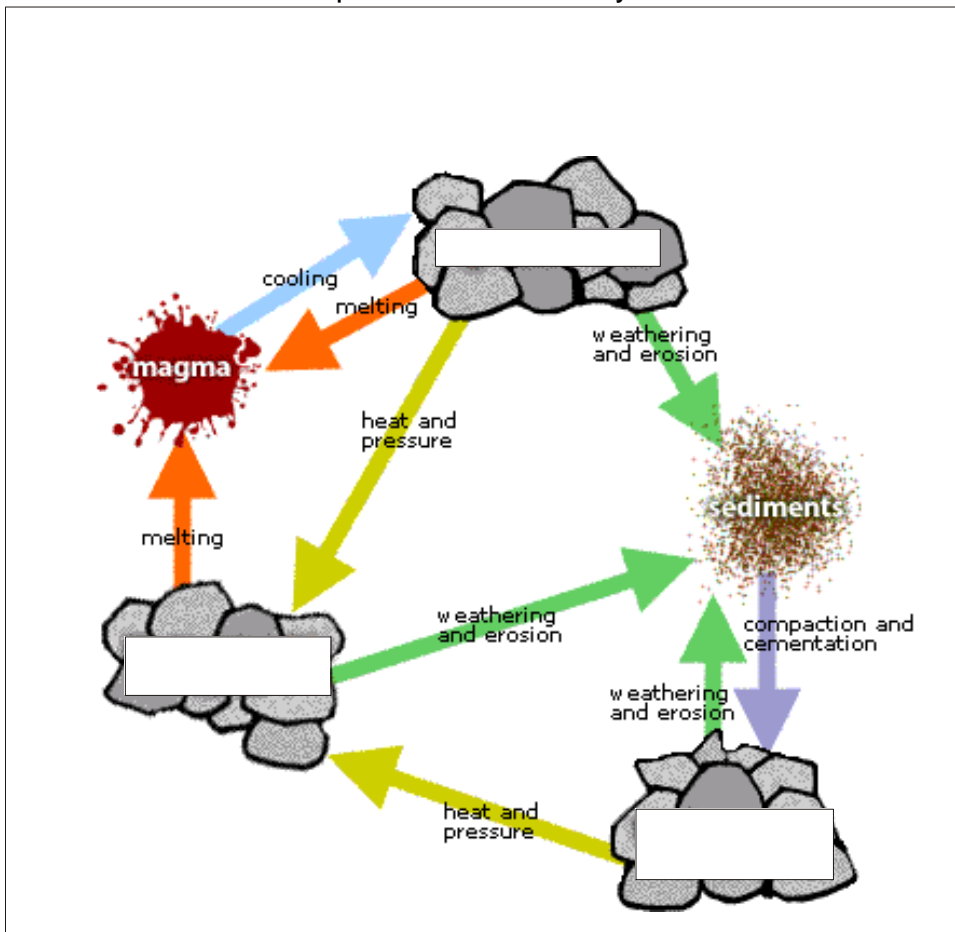 cooling
melting
weathering
and erosion
magma
heat and
pressure
sediments
melting
weathering
and erosion
compaction and
cementation
weathering
and erosion
heat and
pressure